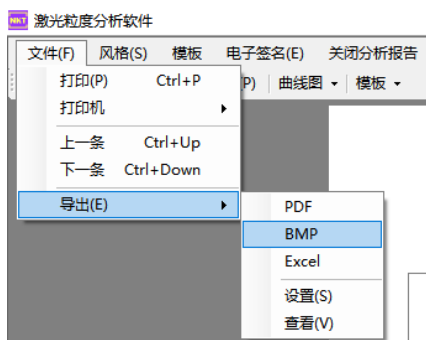 NKT 激光粒度分析软件
文件(F) 风格(S) 模板 电子签名(E) 关闭分析报告
打印(P) Ctrl+P
(P) 曲线图 模板
打印机
上一条 Ctrl+Up
下一条 Ctrl+Down
导出(E)
PDF
BMP
Excel
设置(S)
查看(V)